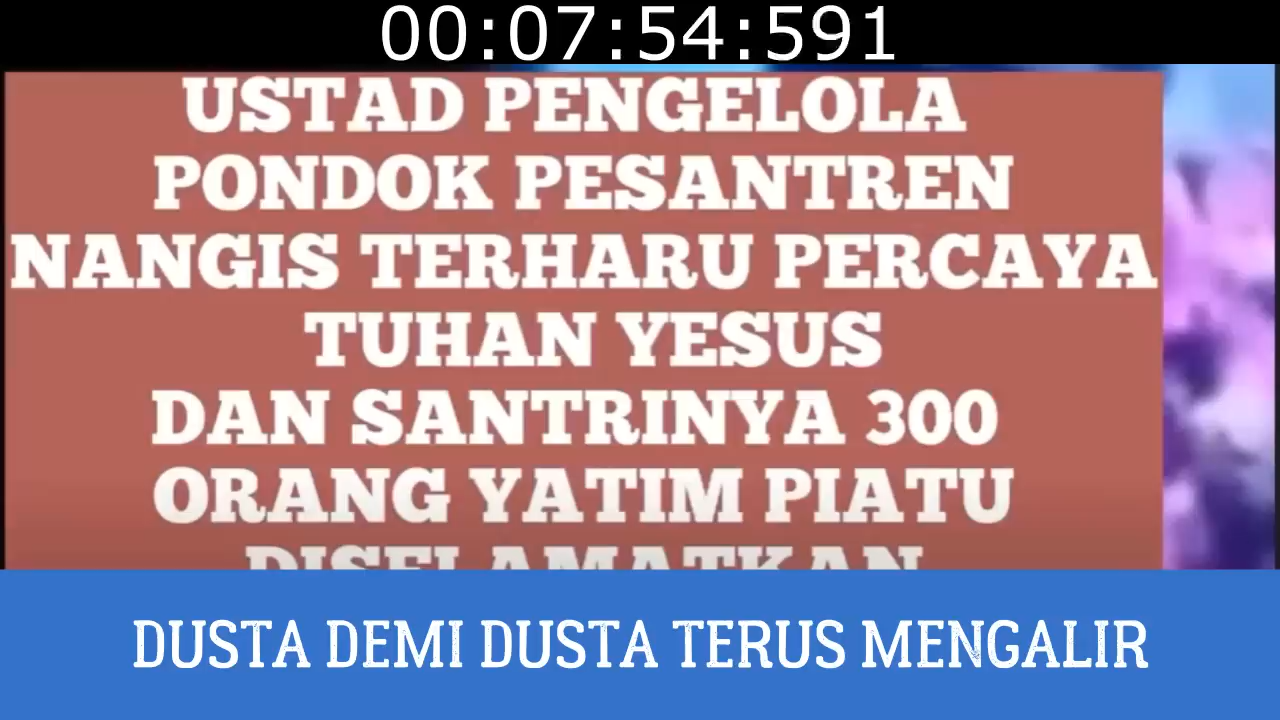 00:07:54:591
USTAD PENGELOLA
PONDOK PESANTREN
NANGIS TERHARU PERCAYA
TUHAN YESUS
DAN SANTRINYA 300
ORANG YATIM PIATU
DISELAMATKAN
DUSTA DEMI DUSTA TERUS MENGALIR